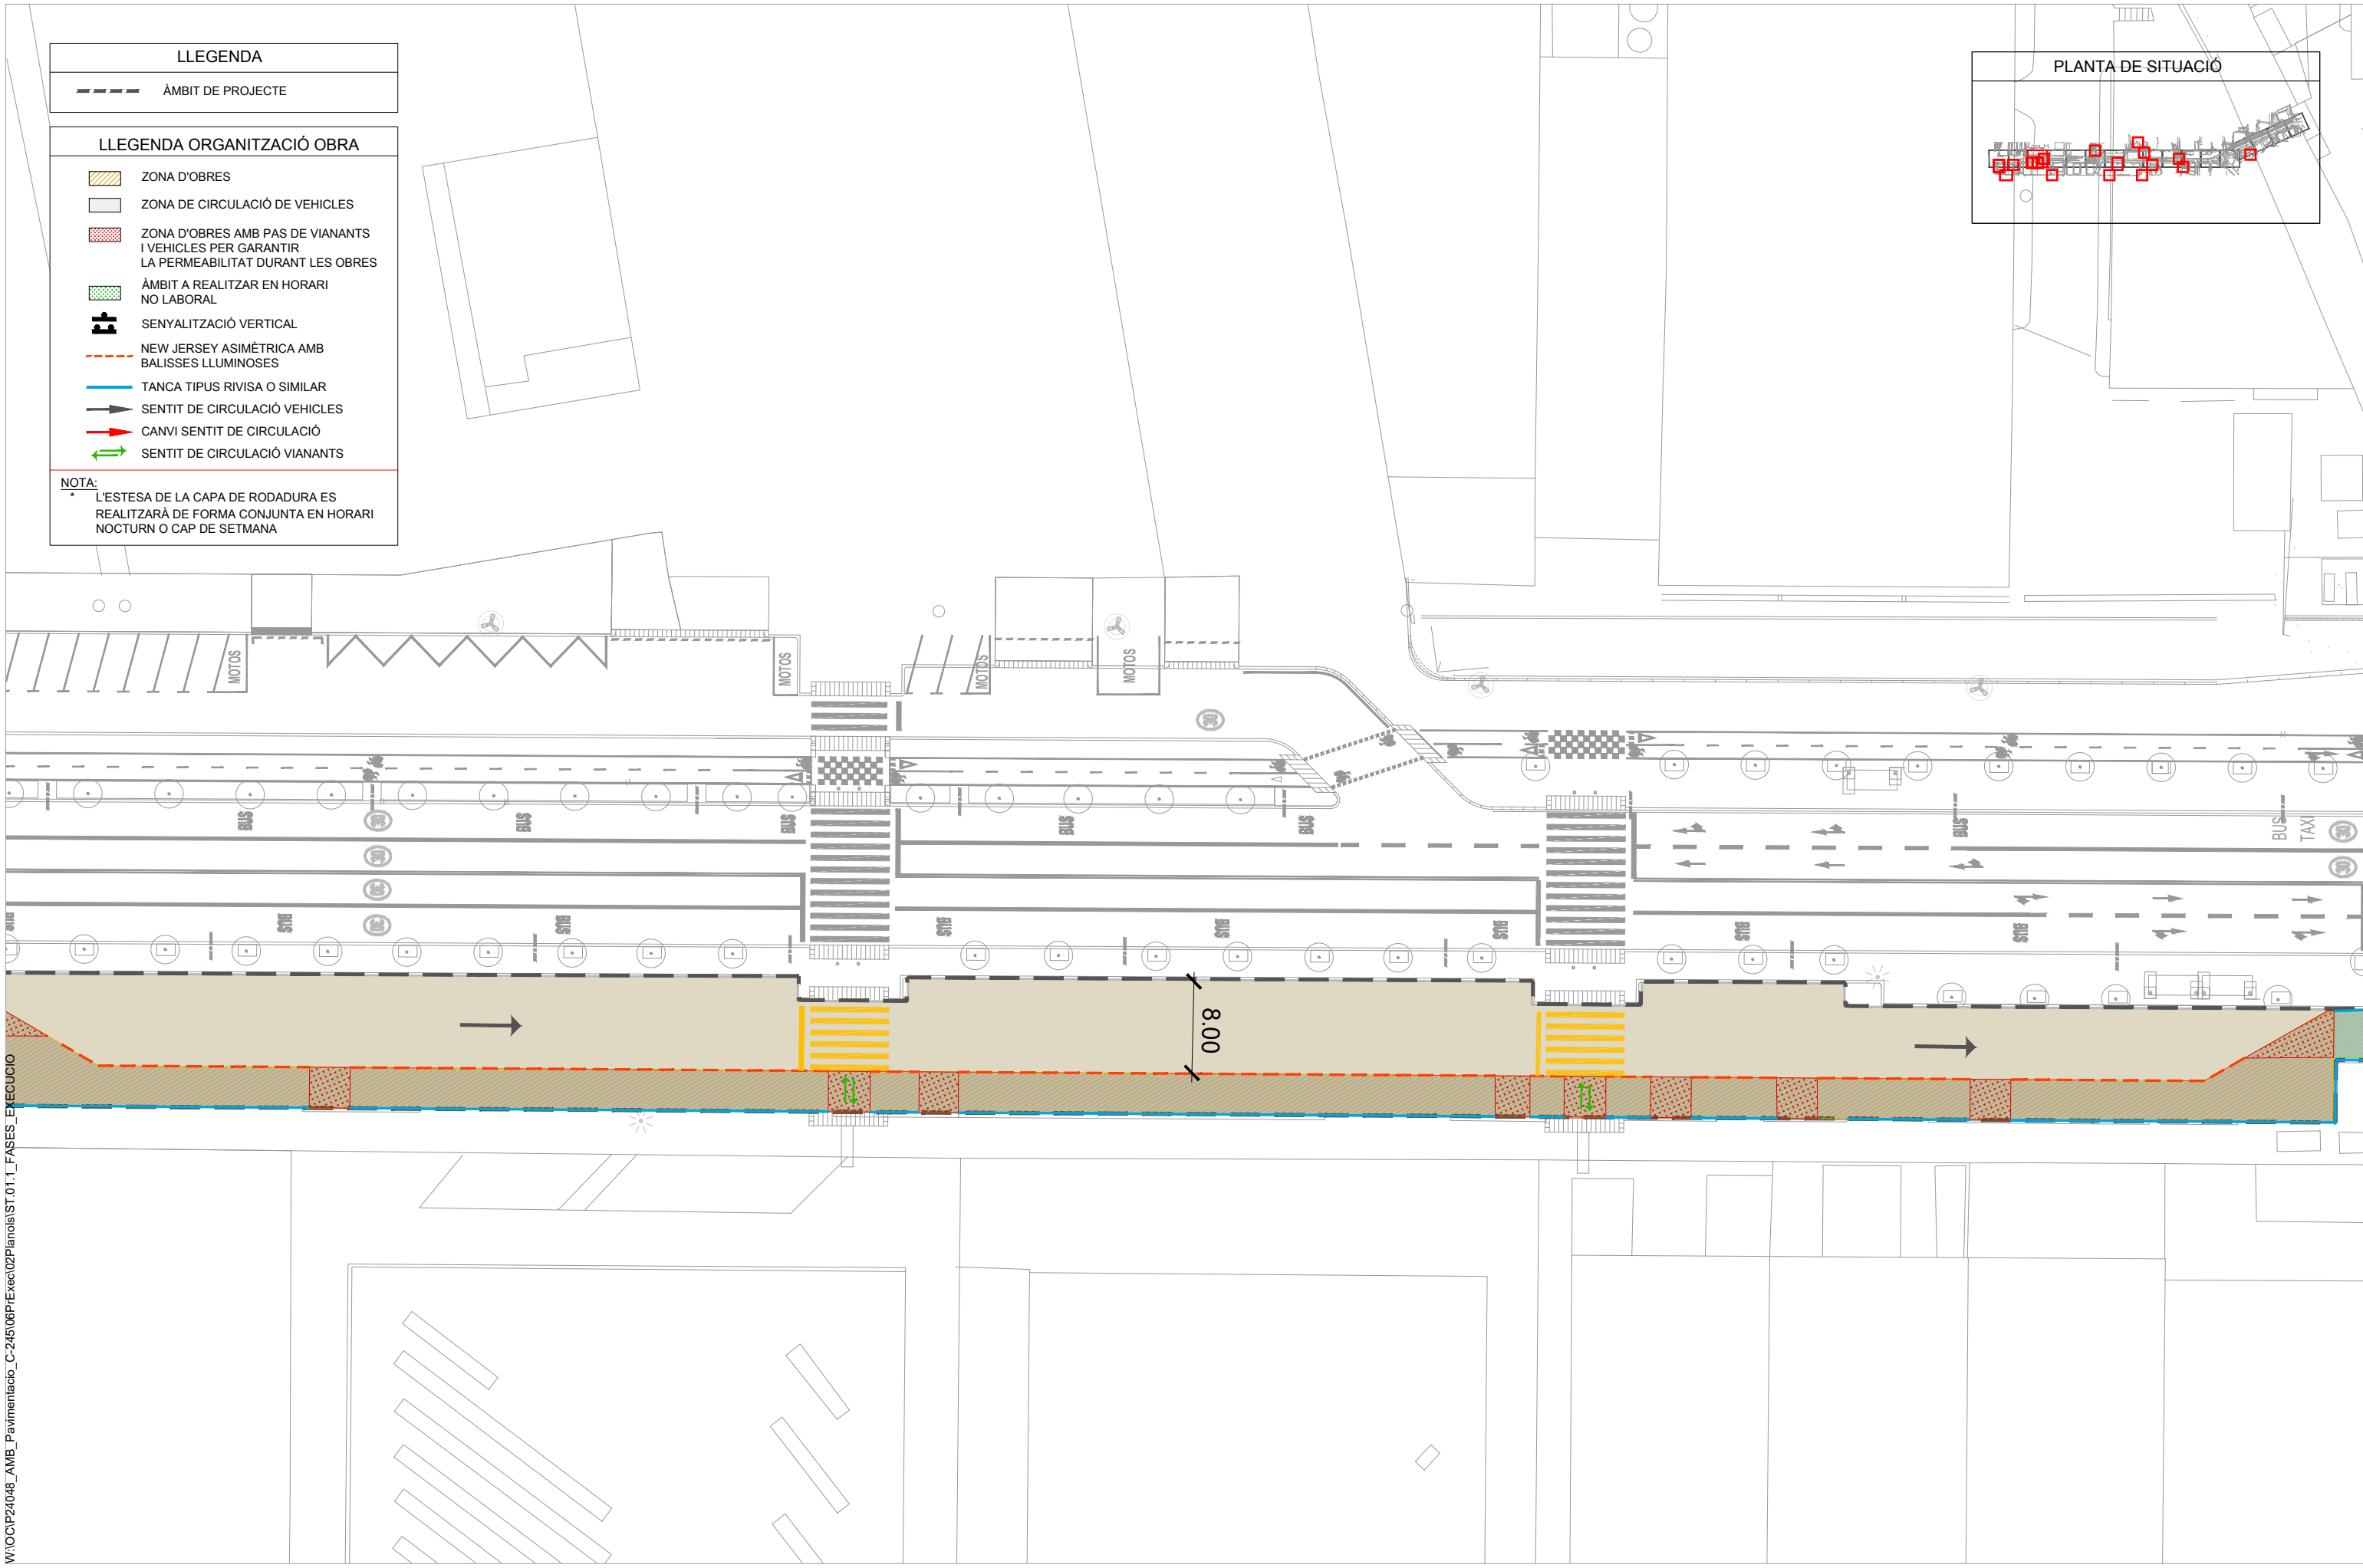 LLEGENDA
ÀMBIT DE PROJECTE
LLEGENDA ORGANITZACIÓ OBRA
ZONA D'OBRES
ZONA DE CIRCULACIÓ DE VEHICLES
ZONA D'OBRES AMB PAS DE VIANANTS
I VEHICLES PER GARANTIR
LA PERMEABILITAT DURANT LES OBRES
ÀMBIT A REALITZAR EN HORARI
NO LABORAL
SENYALITZACIÓ VERTICAL
NEW JERSEY ASIMÈTRICA AMB
BALISSES LLUMINOSES
TANCA TIPUS RIVISA O SIMILAR
SENTIT DE CIRCULACIÓ VEHICLES
CANVI SENTIT DE CIRCULACIÓ
SENTIT DE CIRCULACIÓ VIANANTS
NOTA:
* L'ESTESA DE LA CAPA DE RODADURA ES
REALITZARÀ DE FORMA CONJUNTA EN HORARI
NOCTURN O CAP DE SETMANA
PLANTA DE SITUACIÓ
MOTOS
MOTOS
MOTOS
MOTOS
BUS
BUS
BUS
BUS
BUS
BUS
BUS
TAXI
BUS
BUS
BUS
BUS
BUS
BUS
BUS
BUS
8.00
W:\OC\P24048_AMB_Pavimentacio_C-245\06PrExec\02Planols\ST.01.1_FASES_EXECUCIO